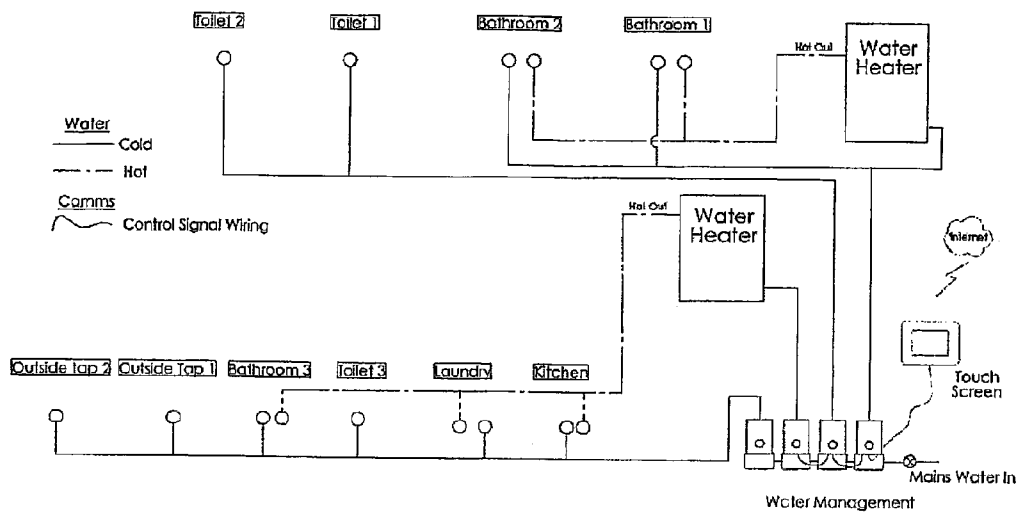 Toilet 2
Toilet 1
Bathroom 2
Bathroom 1
Hot Out
Water
Heater
Water
Cold
Hot
Comms
Control Signal Wiring
Hot Out
Water
Heater
Internet
Outside tap 2
Outside Tap 1
Bathroom 3
Toilet 3
Laundry
Kitchen
Touch
Screen
Mains Water In
Water Management